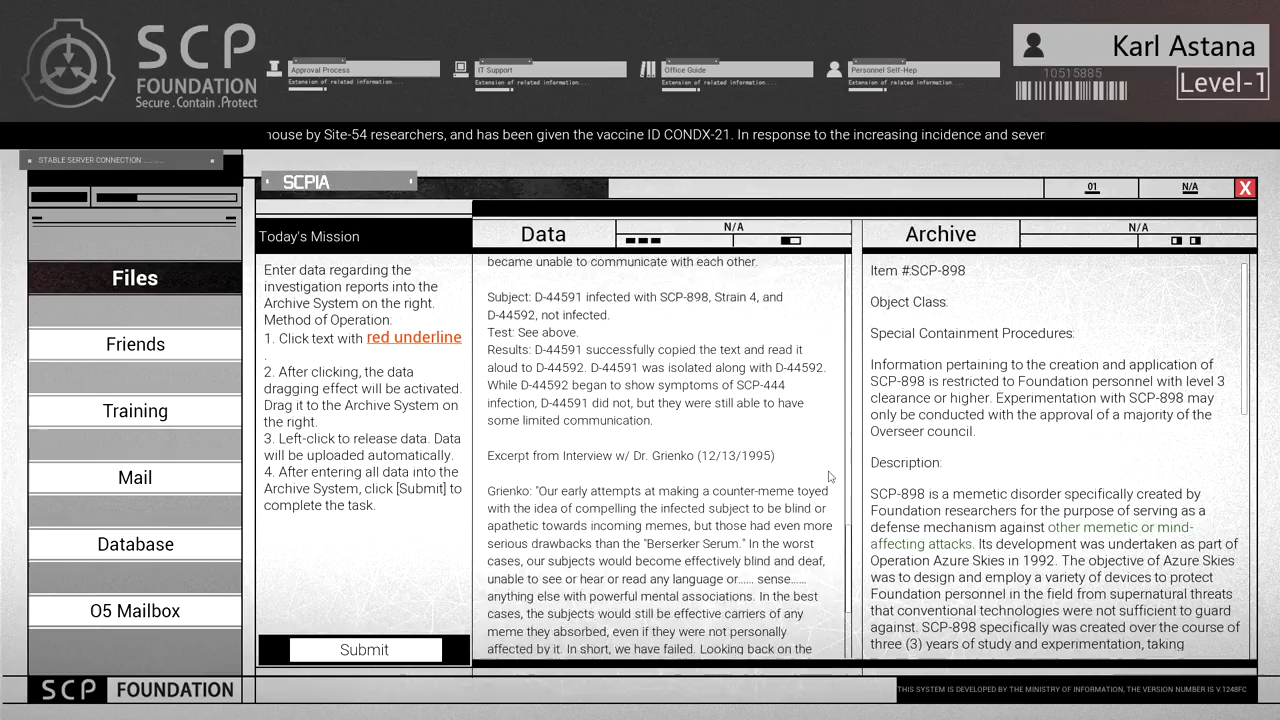 SCP
FOUNDATION
Secure .Contain .Protect
Approval Process
Extension of related information...
IT Support
Extension of related information...
Office Guide
Extension of related information...
Personnel Self-Hep
Extension of related information...
Karl Astana
10515885
Level-1
house by Site-54 researchers, and has been given the vaccine ID CONDX-21. In response to the increasing incidence and sever
STABLE SERVER CONNECTION ...........
Files
Friends
Training
Mail
Database
O5 Mailbox
SCP FOUNDATION
SCPIA
01
N/A
X
Today's Mission
Enter data regarding the
investigation reports into the
Archive System on the right.
Method of Operation:
1. Click text with red underline
.
2. After clicking, the data
dragging effect will be activated.
Drag it to the Archive System on
the right.
3. Left-click to release data. Data
will be uploaded automatically.
4. After entering all data into the
Archive System, click [Submit] to
complete the task.
Submit
Data
N/A
became unable to communicate with each other.
Subject: D-44591 infected with SCP-898, Strain 4, and
D-44592, not infected.
Test: See above.
Results: D-44591 successfully copied the text and read it
aloud to D-44592. D-44591 was isolated along with D-44592.
While D-44592 began to show symptoms of SCP-444
infection, D-44591 did not, but they were still able to have
some limited communication.
Excerpt from Interview w/ Dr. Grienko (12/13/1995)
Grienko: "Our early attempts at making a counter-meme toyed
with the idea of compelling the infected subject to be blind or
apathetic towards incoming memes, but those had even more
serious drawbacks than the "Berserker Serum." In the worst
cases, our subjects would become effectively blind and deaf,
unable to see or hear or read any language or...... sense......
anything else with powerful mental associations. In the best
cases, the subjects would still be effective carriers of any
meme they absorbed, even if they were not personally
affected by it. In short, we have failed. Looking back on the
Archive
N/A
Item #:SCP-898
Object Class:
Special Containment Procedures:
Information pertaining to the creation and application of
SCP-898 is restricted to Foundation personnel with level 3
clearance or higher. Experimentation with SCP-898 may
only be conducted with the approval of a majority of the
Overseer council.
Description:
SCP-898 is a memetic disorder specifically created by
Foundation researchers for the purpose of serving as a
defense mechanism against other memetic or mind-
affecting attacks. Its development was undertaken as part of
Operation Azure Skies in 1992. The objective of Azure Skies
was to design and employ a variety of devices to protect
Foundation personnel in the field from supernatural threats
that conventional technologies were not sufficient to guard
against. SCP-898 specifically was created over the course of
three (3) years of study and experimentation, taking
THIS SYSTEM IS DEVELOPED BY THE MINISTRY OF INFORMATION, THE VERSION NUMBER IS V.1248FC